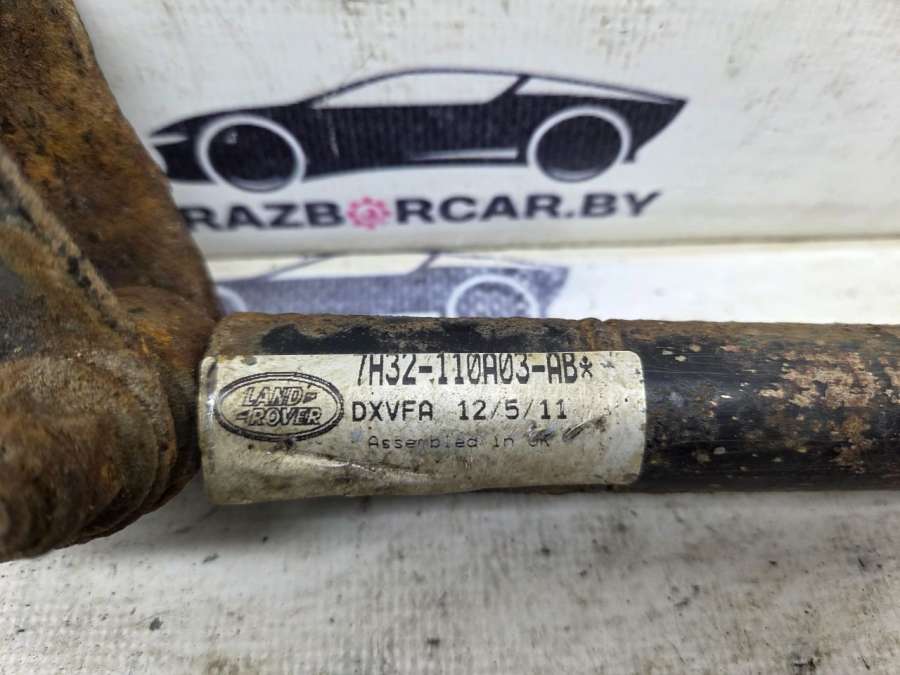 RAZBORCAR.BY
7H32-110A03-AB*
LAND-
-ROVER
DXVFA 12/5/11
Assembled in UK